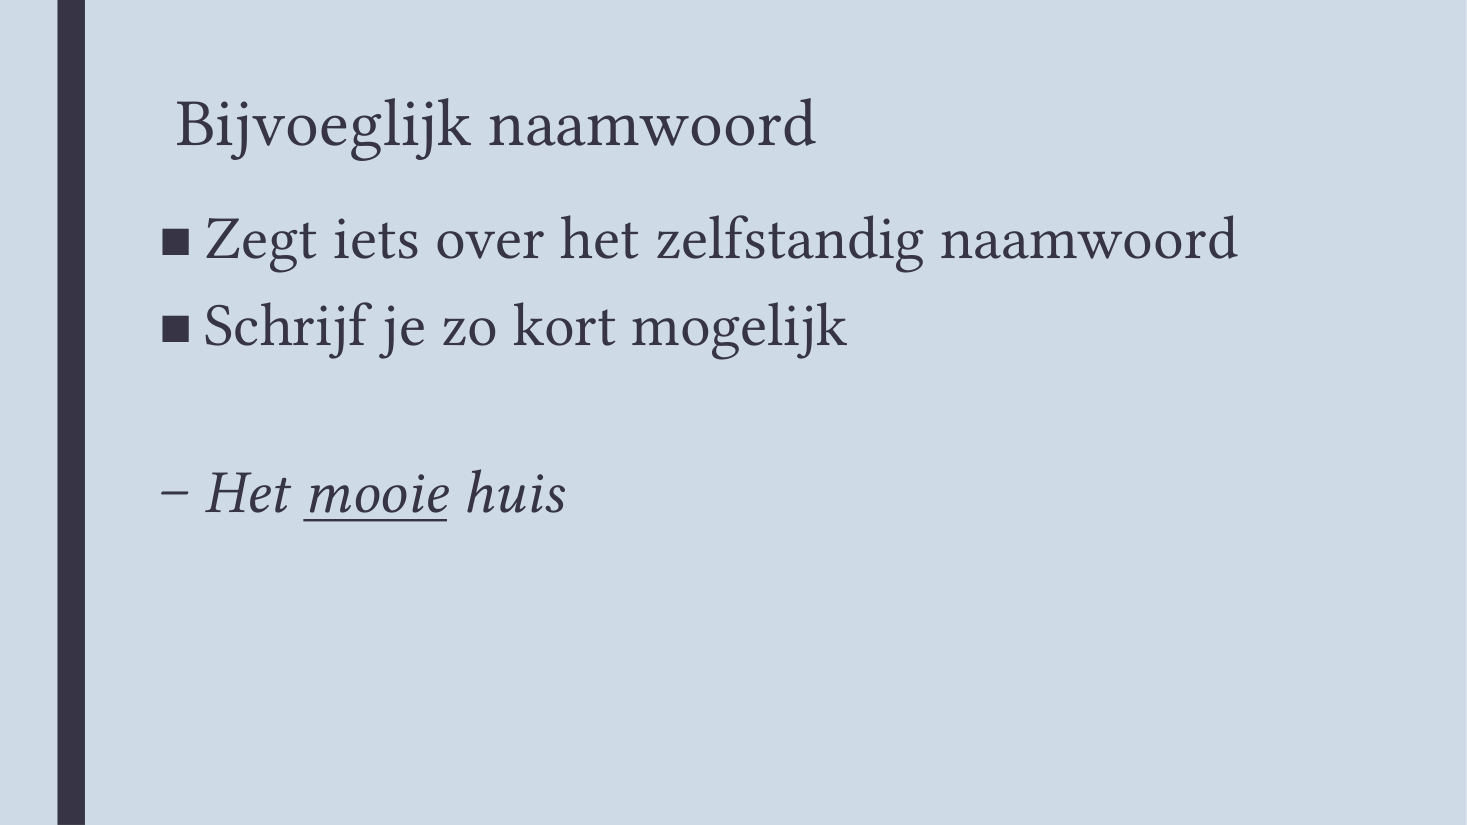 Bijvoeglijk naamwoord
■ Zegt iets over het zelfstandig naamwoord
■ Schrijf je zo kort mogelijk
– Het mooie huis